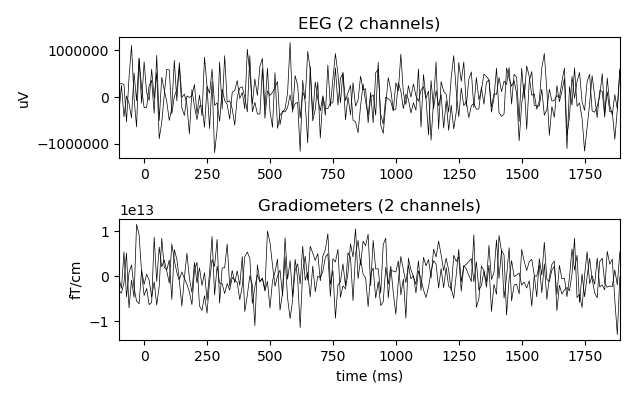 EEG (2 channels)
1000000
0
−1000000
uV
0 250 500 750 1000 1250 1500 1750
1e13
Gradiometers (2 channels)
1
0
−1
fT/cm
0 250 500 750 1000 1250 1500 1750
time (ms)